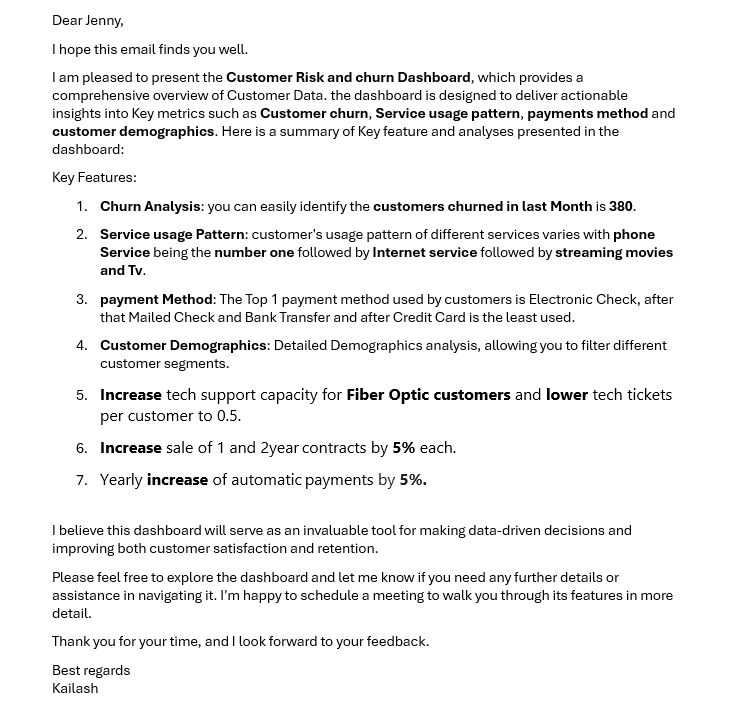 Dear Jenny,
I hope this email finds you well.
I am pleased to present the Customer Risk and churn Dashboard, which provides a
comprehensive overview of Customer Data. the dashboard is designed to deliver actionable
insights into Key metrics such as Customer churn, Service usage pattern, payments method and
customer demographics. Here is a summary of Key feature and analyses presented in the
dashboard:
Key Features:
1. Churn Analysis: you can easily identify the customers churned in last Month is 380.
2. Service usage Pattern: customer's usage pattern of different services varies with phone
Service being the number one followed by Internet service followed by streaming movies
and Tv.
3. payment Method: The Top 1 payment method used by customers is Electronic Check, after
that Mailed Check and Bank Transfer and after Credit Card is the least used.
4. Customer Demographics: Detailed Demographics analysis, allowing you to filter different
customer segments.
5. Increase tech support capacity for Fiber Optic customers and lower tech tickets
per customer to 0.5.
6. Increase sale of 1 and 2year contracts by 5% each.
7. Yearly increase of automatic payments by 5%.
I believe this dashboard will serve as an invaluable tool for making data-driven decisions and
improving both customer satisfaction and retention.
Please feel free to explore the dashboard and let me know if you need any further details or
assistance in navigating it. I'm happy to schedule a meeting to walk you through its features in more
detail.
Thank you for your time, and I look forward to your feedback.
Best regards
Kailash